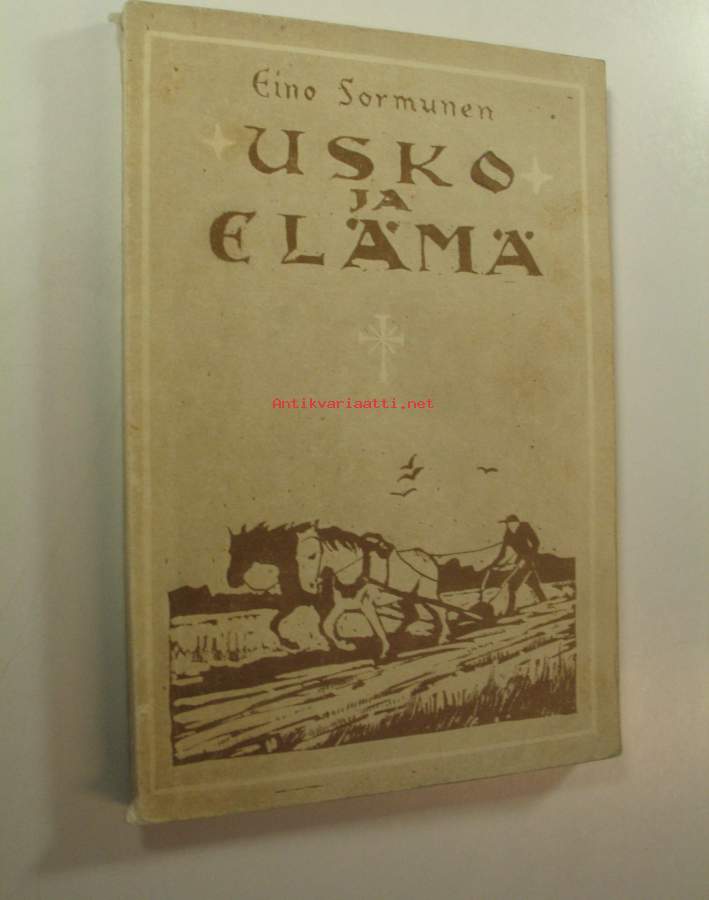 Eino Sormunen
USKO
JA
ELÄMÄ
Antikvariaatti.net